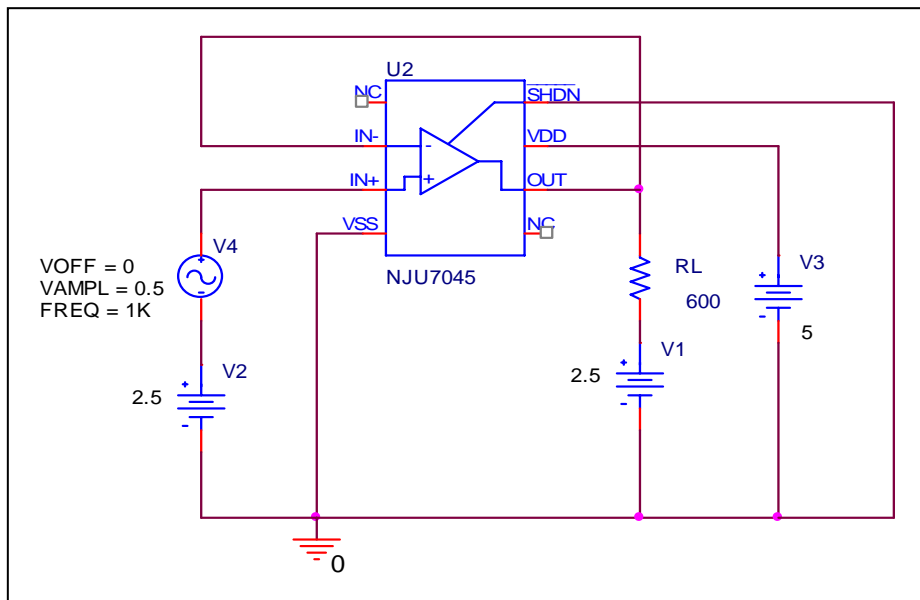 U2
NC
SHDN
IN-
VDD
IN+
OUT
VSS
NC
NJU7045
V4
VOFF = 0
VAMPL = 0.5
FREQ = 1K
V2
2.5
RL
600
V1
2.5
V3
5
0